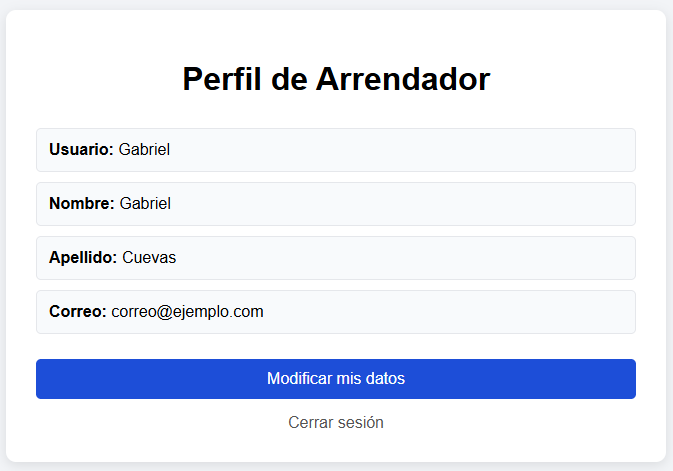 Perfil de Arrendador
Usuario: Gabriel
Nombre: Gabriel
Apellido: Cuevas
Correo: correo@ejemplo.com
Modificar mis datos
Cerrar sesión